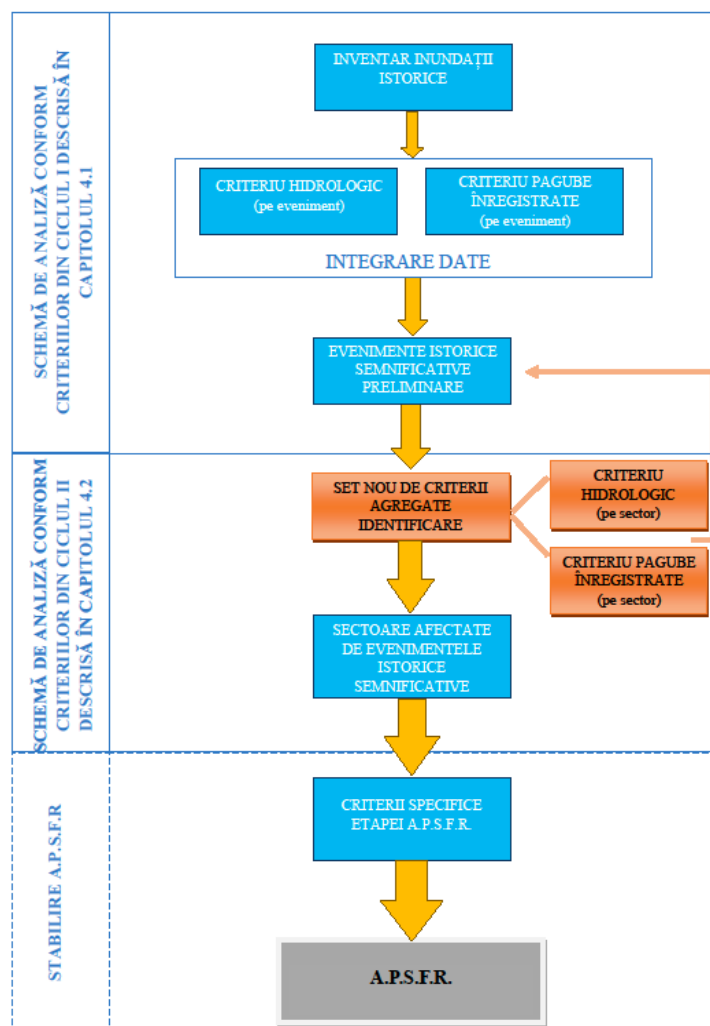 SCHEMĂ DE ANALIZĂ CONFORM
CRITERIILOR DIN CICLUL I DESCRISĂ ÎN
CAPITOLUL 4.1
INVENTAR INUNDAȚII
ISTORICE
CRITERIU HIDROLOGIC
(pe eveniment)
CRITERIU PAGUBE
ÎNREGISTRATE
(pe eveniment)
INTEGRARE DATE
EVENIMENTE ISTORICE
SEMNIFICATIVE
PRELIMINARE
SCHEMĂ DE ANALIZĂ CONFORM
CRITERIILOR DIN CICLUL II
DESCRISĂ ÎN CAPITOLUL 4.2
SET NOU DE CRITERII
AGREGATE
IDENTIFICARE
CRITERIU
HIDROLOGIC
(pe sector)
CRITERIU PAGUBE
ÎNREGISTRATE
(pe sector)
SECTOARE AFECTATE
DE EVENIMENTELE
ISTORICE
SEMNIFICATIVE
STABILIRE A.P.S.F.R
CRITERII SPECIFICE
ETAPEI A.P.S.F.R.
A.P.S.F.R.